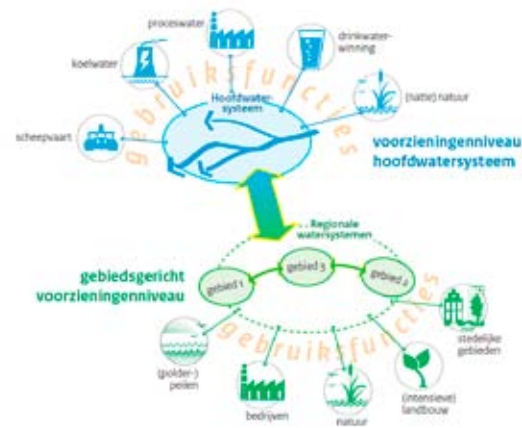 proceswater
drinkwater-
winning
koelwater
gebruiksfuncties
Hoofdwater-
systeem
(natte) natuur
scheepvaart
voorzieningenniveau
hoofdwatersysteem
Regionale
watersystemen
gebiedsgericht
voorzieningenniveau
gebied 1
gebied 3
gebied 2
gebruiksfuncties
stedelijke
gebieden
(polder-)
peilen
bedrijven
natuur
(intensieve)
landbouw